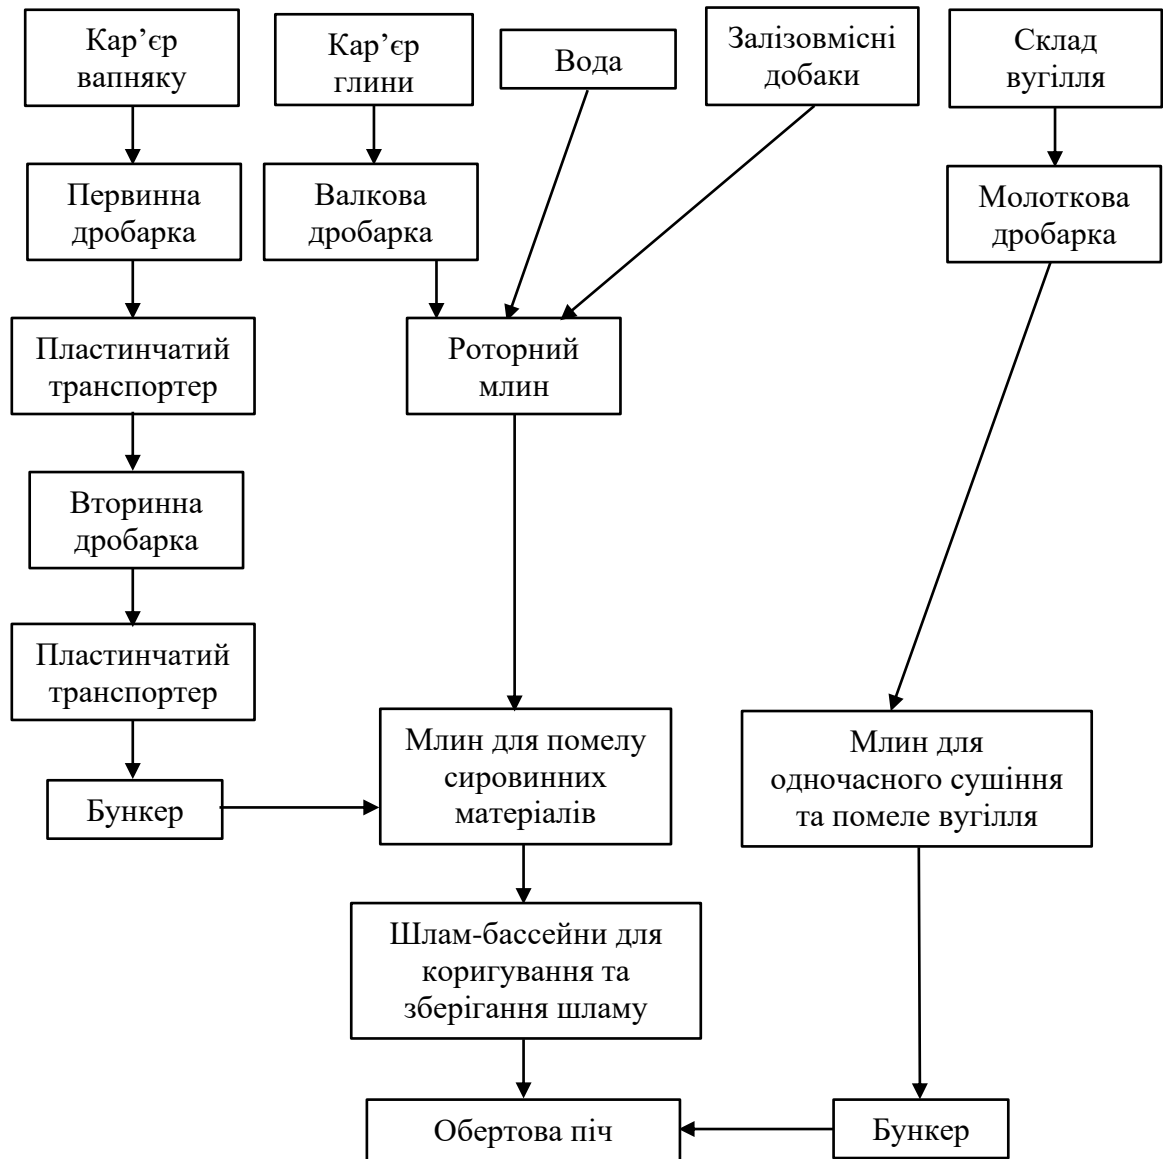 Кар’єр
вапняку
Кар’єр
глини
Вода
Залізовмісні
добаки
Склад
вугілля
Первинна
дробарка
Валкова
дробарка
Молоткова
дробарка
Пластинчатий
транспортер
Роторний
млин
Вторинна
дробарка
Пластинчатий
транспортер
Бункер
Млин для помелу
сировинних
матеріалів
Млин для
одночасного сушіння
та помеле вугілля
Шлам-бассейни для
коригування та
зберігання шламу
Обертова піч
Бункер